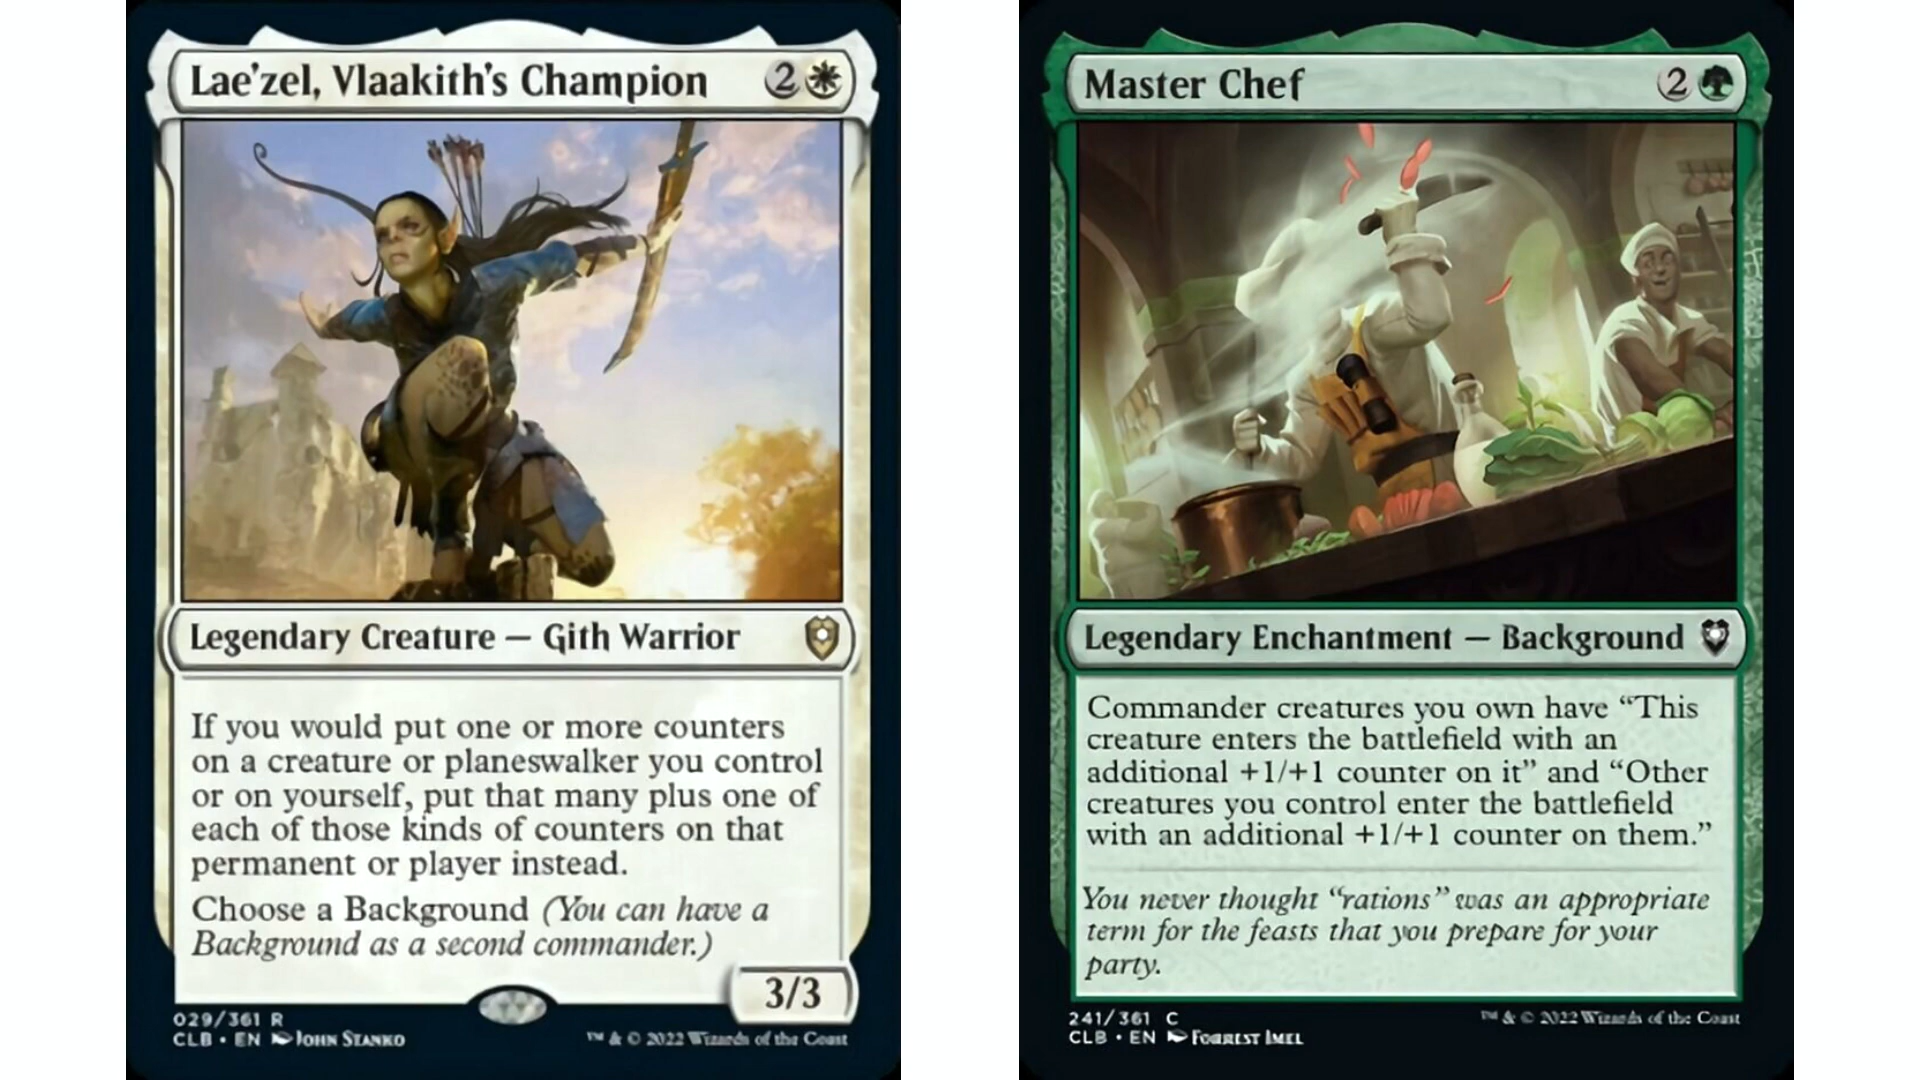 Lae'zel, Vlaakith's Champion 2
Legendary Creature — Gith Warrior
If you would put one or more counters
on a creature or planeswalker you control
or on yourself, put that many plus one of
each of those kinds of counters on that
permanent or player instead.
Choose a Background (You can have a
Background as a second commander.)
3/3
029/361 R
CLB • EN John Stanko
™ & © 2022 Wizards of the Coast
Master Chef 2
Legendary Enchantment — Background
Commander creatures you own have “This
creature enters the battlefield with an
additional +1/+1 counter on it” and “Other
creatures you control enter the battlefield
with an additional +1/+1 counter on them.”
You never thought “rations” was an appropriate
term for the feasts that you prepare for your
party.
241/361 C
CLB • EN Forrest Imel
™ & © 2022 Wizards of the Coast